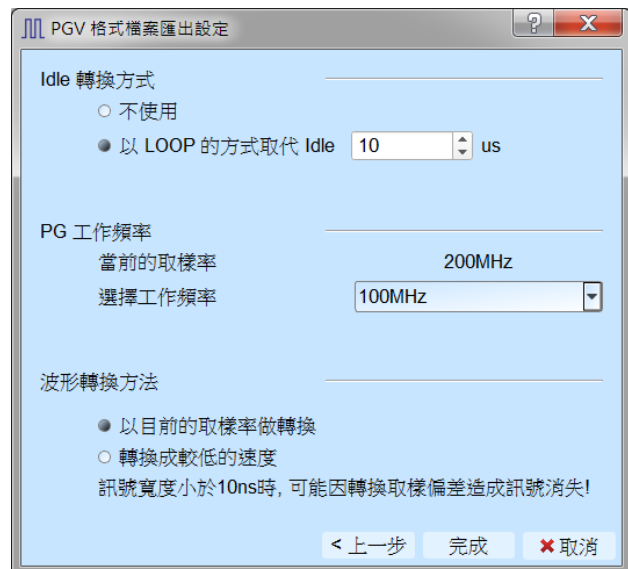 PGV 格式檔案匯出設定
Idle 轉換方式
不使用
以 LOOP 的方式取代 Idle 10 us
PG 工作頻率
當前的取樣率 200MHz
選擇工作頻率 100MHz
波形轉換方法
以目前的取樣率做轉換
轉換成較低的速度
訊號寬度小於10ns時, 可能因轉換取樣偏差造成訊號消失!
< 上一步 完成 取消